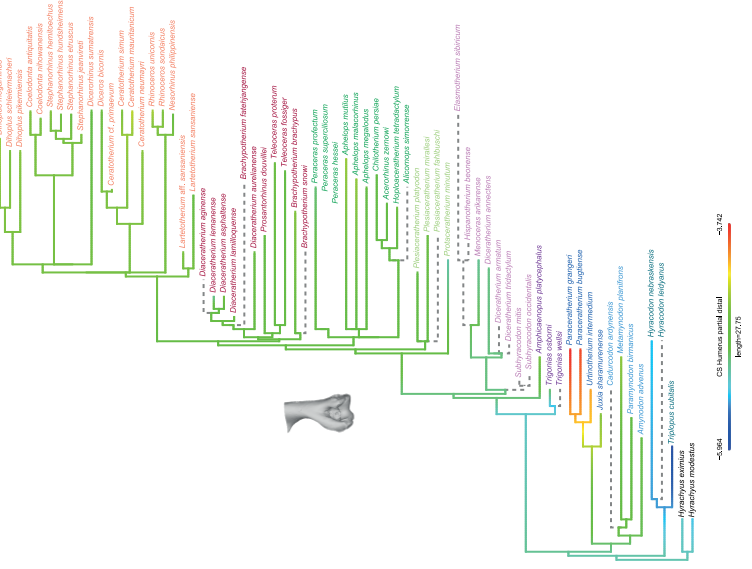 Dihoplus schleiermacheri
Dihoplus pikermiensis
Coelodonta antiquitatis
Coelodonta nihowanensis
Stephanorhinus hemitoechus
Stephanorhinus hundsheimensis
Stephanorhinus etruscus
Stephanorhinus jeanvireti
Dicerorhinus sumatrensis
Diceros bicornis
Ceratotherium cf. primaevum
Ceratotherium simum
Ceratotherium mauritanicum
Ceratotherium neumayri
Rhinoceros unicornis
Rhinoceros sondaicus
Nesorhinus philippinensis
Lartetotherium aff. sansaniensis
Lartetotherium sansaniense
Diaceratherium aginense
Diaceratherium lemanense
Diaceratherium asphaltense
Diaceratherium lamilloquense
Brachypotherium fatehjangense
Diaceratherium aurelianense
Prosantorhinus douvillei
Teleoceras proterum
Teleoceras fossiger
Brachypotherium brachypus
Brachypotherium snowi
Peraceras profectum
Peraceras superciliosum
Peraceras hessei
Aphelops mutilus
Aphelops malacorhinus
Aphelops megalodus
Chilotherium persiae
Acerorhinus zernowi
Hoploaceratherium tetradactylum
Alicornops simorrense
Plesiaceratherium platyodon
Plesiaceratherium mirallesi
Plesiaceratherium fahlbuschi
Protaceratherium minutum
Elasmotherium sibiricum
Hispanotherium beonense
Menoceras arikarense
Diceratherium annectens
Diceratherium armatum
Diceratherium tridactylum
Subhyracodon mitis
Subhyracodon occidentalis
Amphicaenopus platycephalus
Trigonias osborni
Trigonias wellsi
Paraceratherium grangeri
Paraceratherium bugtiense
Urtinotherium intermedium
Juxia sharamurenense
Cadurcodon ardynensis
Metamynodon planifrons
Paramynodon birmanicus
Amynodon advenus
Hyracodon nebraskensis
Hyracodon leidyanus
Triplopus cubitalis
Hyrachyus eximius
Hyrachyus modestus
−5.964
CS Humerus partial distal
−3.742
length=27.75